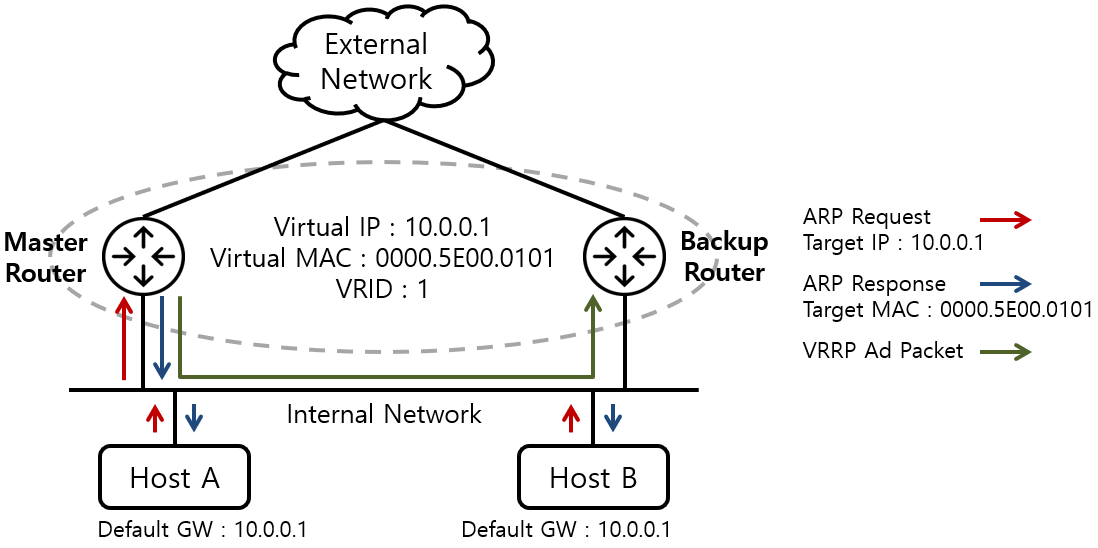 External
Network
Master
Router
Virtual IP : 10.0.0.1
Virtual MAC : 0000.5E00.0101
VRID : 1
Backup
Router
ARP Request
Target IP : 10.0.0.1
ARP Response
Target MAC : 0000.5E00.0101
VRRP Ad Packet
Internal Network
Host A
Host B
Default GW : 10.0.0.1
Default GW : 10.0.0.1